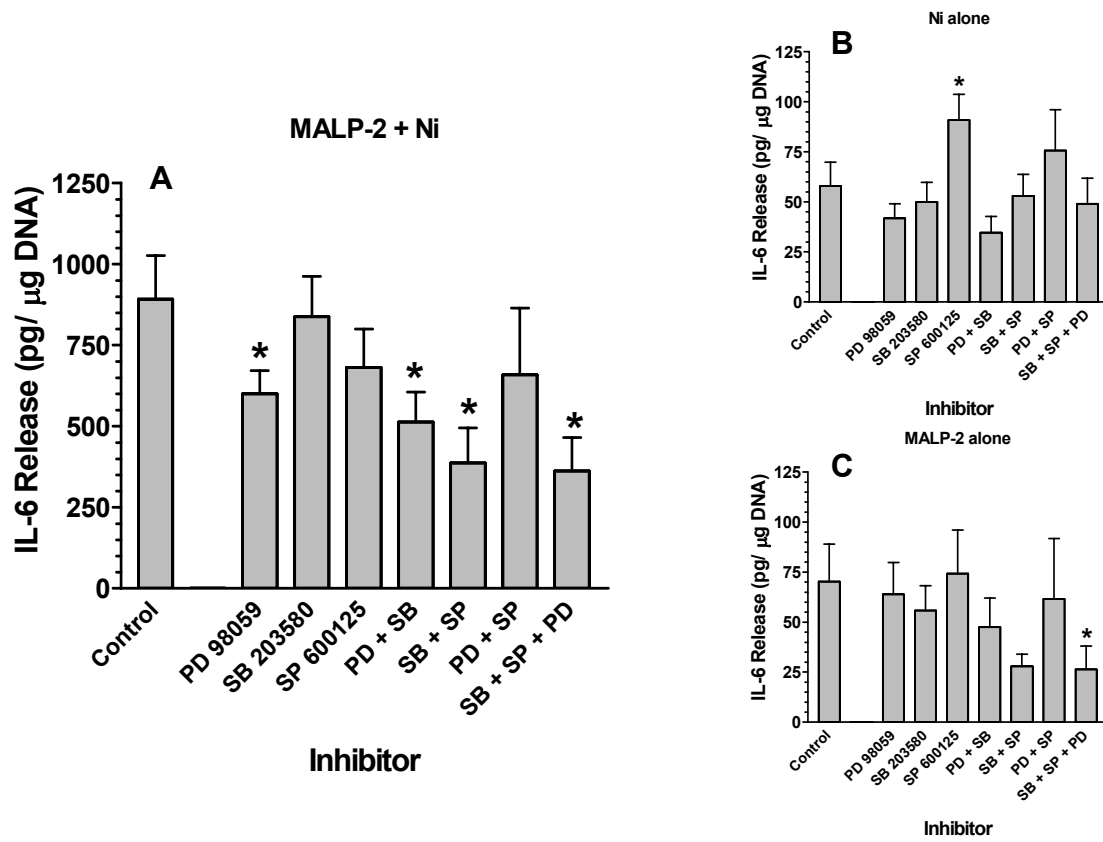 MALP-2 + Ni
A
IL-6 Release (pg/ µg DNA)
1250
1000
750
500
250
0
Control
PD 98059
SB 203580
SP 600125
PD + SB
SB + SP
PD + SP
SB + SP + PD
*
*
*
*
Inhibitor
Ni alone
B
IL-6 Release (pg/ µg DNA)
125
100
75
50
25
0
*
Control
PD 98059
SB 203580
SP 600125
PD + SB
SB + SP
PD + SP
SB + SP + PD
Inhibitor
MALP-2 alone
C
IL-6 Release (pg/ µg DNA)
125
100
75
50
25
0
*
Control
PD 98059
SB 203580
SP 600125
PD + SB
SB + SP
PD + SP
SB + SP + PD
Inhibitor